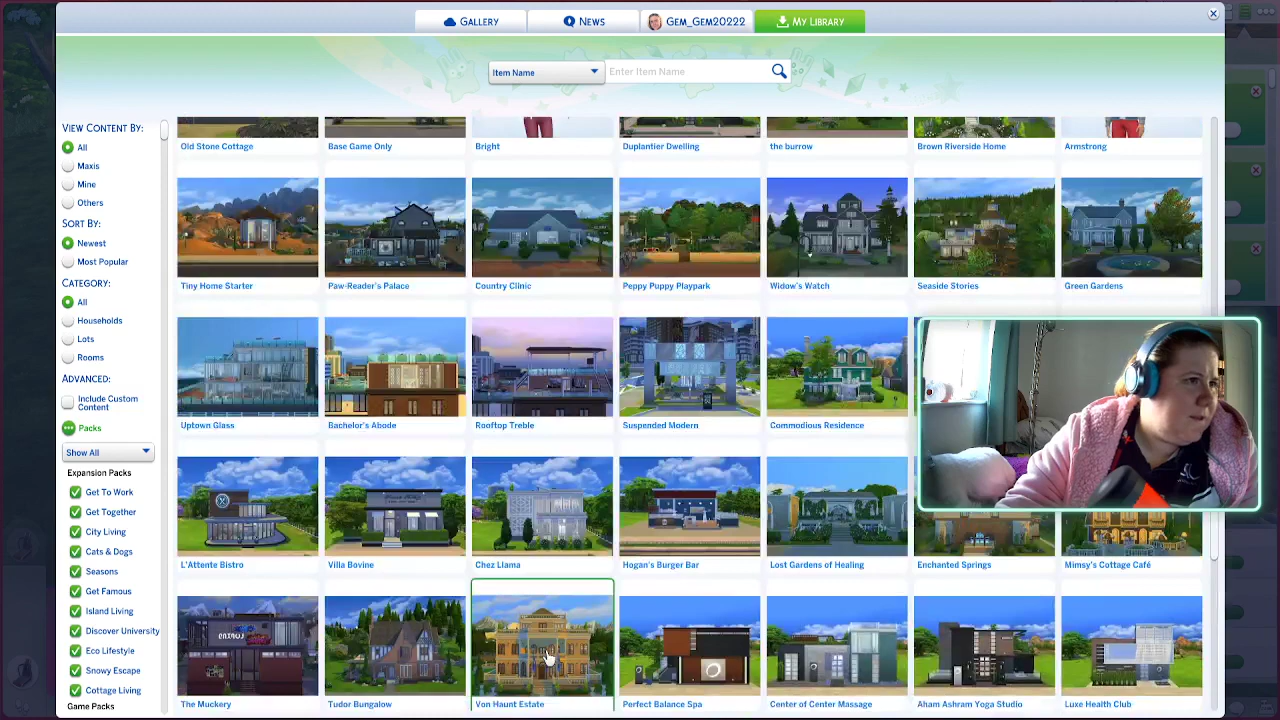 GALLERY
NEWS
GEM_GEM20222
MY LIBRARY
Item Name
Enter Item Name
VIEW CONTENT BY:
All
Maxis
Mine
Others
SORT BY:
Newest
Most Popular
CATEGORY:
All
Households
Lots
Rooms
ADVANCED:
Include Custom
Content
Packs
Show All
Expansion Packs
Get To Work
Get Together
City Living
Cats & Dogs
Seasons
Get Famous
Island Living
Discover University
Eco Lifestyle
Snowy Escape
Cottage Living
Game Packs
Old Stone Cottage
Base Game Only
Bright
Duplantier Dwelling
the burrow
Brown Riverside Home
Armstrong
Tiny Home Starter
Paw-Reader's Palace
Country Clinic
Peppy Puppy Playpark
Widow's Watch
Seaside Stories
Green Gardens
Uptown Glass
Bachelor's Abode
Rooftop Treble
Suspended Modern
Commodious Residence
L'Attente Bistro
Villa Bovine
Chez Llama
Hogan's Burger Bar
Lost Gardens of Healing
Enchanted Springs
Mimsy's Cottage Café
The Muckery
Tudor Bungalow
Von Haunt Estate
Perfect Balance Spa
Center of Center Massage
Aham Ashram Yoga Studio
Luxe Health Club